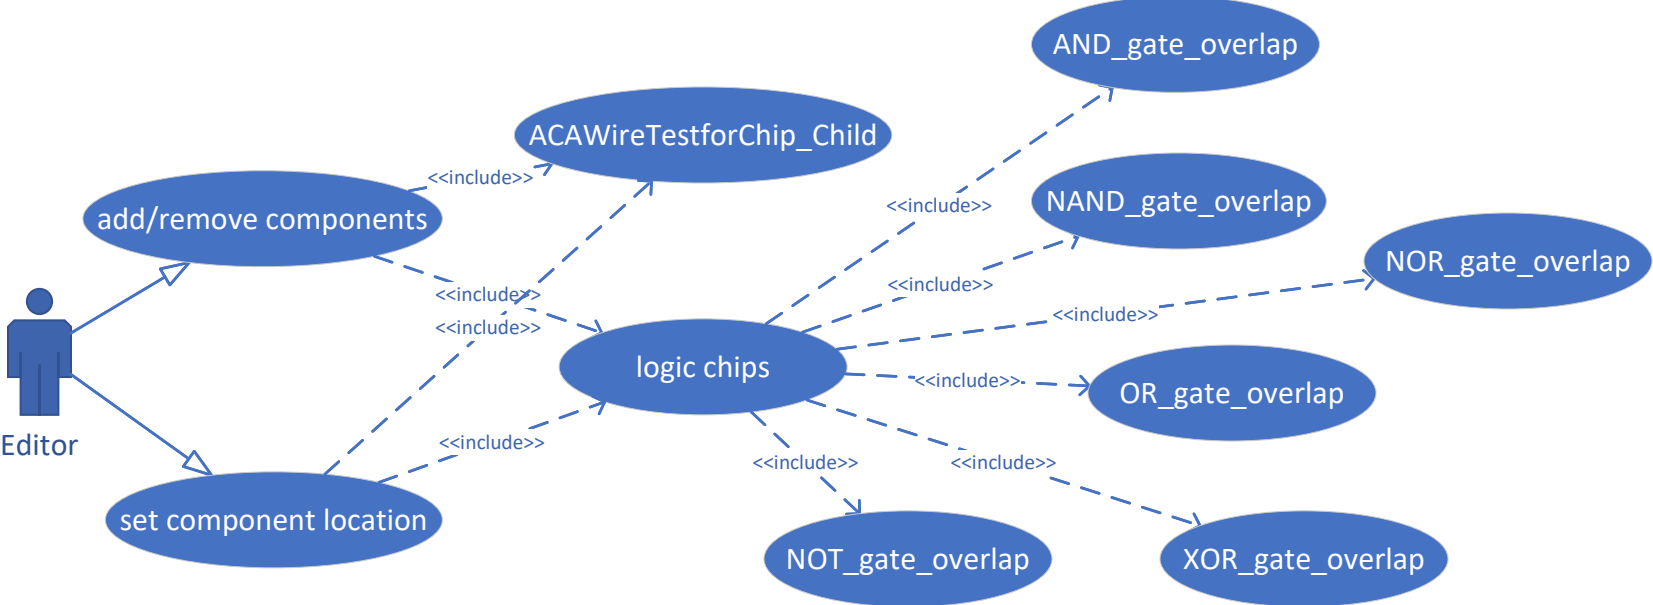 AND_gate_overlap
ACAWireTestforChip_Child
<<include>>
<<include>>
NAND_gate_overlap
add/remove components
NOR_gate_overlap
<<include>>
<<include>>
<<include>>
<<include>>
logic chips
<<include>>
OR_gate_overlap
Editor
<<include>>
<<include>>
<<include>>
set component location
NOT_gate_overlap
XOR_gate_overlap